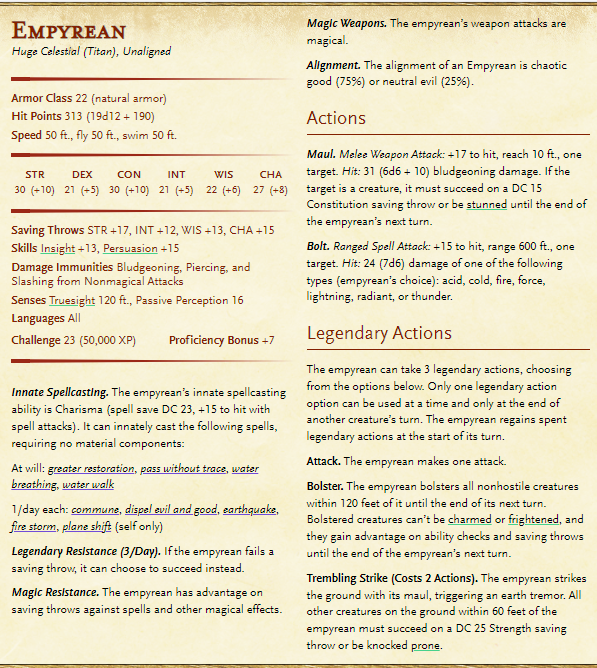 Empyrean
Huge Celestial (Titan), Unaligned
Armor Class 22 (natural armor)
Hit Points 313 (19d12 + 190)
Speed 50 ft., fly 50 ft., swim 50 ft.
STR DEX CON INT WIS CHA
30 (+10) 21 (+5) 30 (+10) 21 (+5) 22 (+6) 27 (+8)
Saving Throws STR +17, INT +12, WIS +13, CHA +15
Skills Insight +13, Persuasion +15
Damage Immunities Bludgeoning, Piercing, and
Slashing from Nonmagical Attacks
Senses Truesight 120 ft., Passive Perception 16
Languages All
Challenge 23 (50,000 XP) Proficiency Bonus +7
Innate Spellcasting. The empyrean's innate spellcasting
ability is Charisma (spell save DC 23, +15 to hit with
spell attacks). It can innately cast the following spells,
requiring no material components:
At will: greater restoration, pass without trace, water
breathing, water walk
1/day each: commune, dispel evil and good, earthquake,
fire storm, plane shift (self only)
Legendary Resistance (3/Day). If the empyrean fails a
saving throw, it can choose to succeed instead.
Magic Resistance. The empyrean has advantage on
saving throws against spells and other magical effects.
Magic Weapons. The empyrean's weapon attacks are
magical.
Alignment. The alignment of an Empyrean is chaotic
good (75%) or neutral evil (25%).
Actions
Maul. Melee Weapon Attack: +17 to hit, reach 10 ft., one
target. Hit: 31 (6d6 + 10) bludgeoning damage. If the
target is a creature, it must succeed on a DC 15
Constitution saving throw or be stunned until the end of
the empyrean's next turn.
Bolt. Ranged Spell Attack: +15 to hit, range 600 ft., one
target. Hit: 24 (7d6) damage of one of the following
types (empyrean's choice): acid, cold, fire, force,
lightning, radiant, or thunder.
Legendary Actions
The empyrean can take 3 legendary actions, choosing
from the options below. Only one legendary action
option can be used at a time and only at the end of
another creature's turn. The empyrean regains spent
legendary actions at the start of its turn.
Attack. The empyrean makes one attack.
Bolster. The empyrean bolsters all nonhostile creatures
within 120 feet of it until the end of its next turn.
Bolstered creatures can't be charmed or frightened, and
they gain advantage on ability checks and saving throws
until the end of the empyrean's next turn.
Trembling Strike (Costs 2 Actions). The empyrean strikes
the ground with its maul, triggering an earth tremor. All
other creatures on the ground within 60 feet of the
empyrean must succeed on a DC 25 Strength saving
throw or be knocked prone.